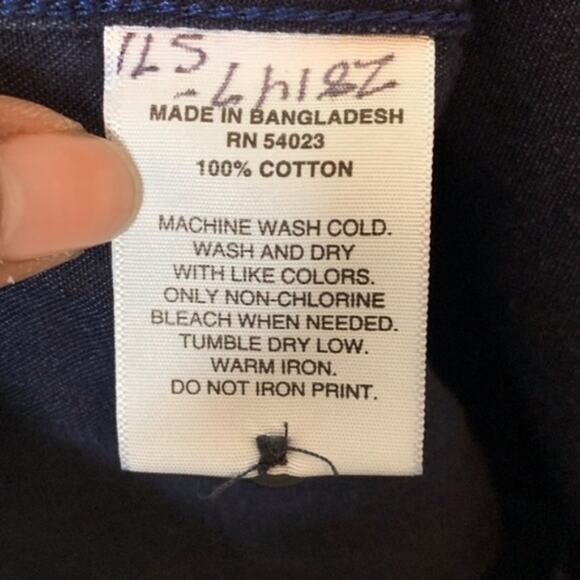 MADE IN BANGLADESH
RN 54023
100% COTTON
MACHINE WASH COLD.
WASH AND DRY
WITH LIKE COLORS.
ONLY NON-CHLORINE
BLEACH WHEN NEEDED.
TUMBLE DRY LOW.
WARM IRON.
DO NOT IRON PRINT.